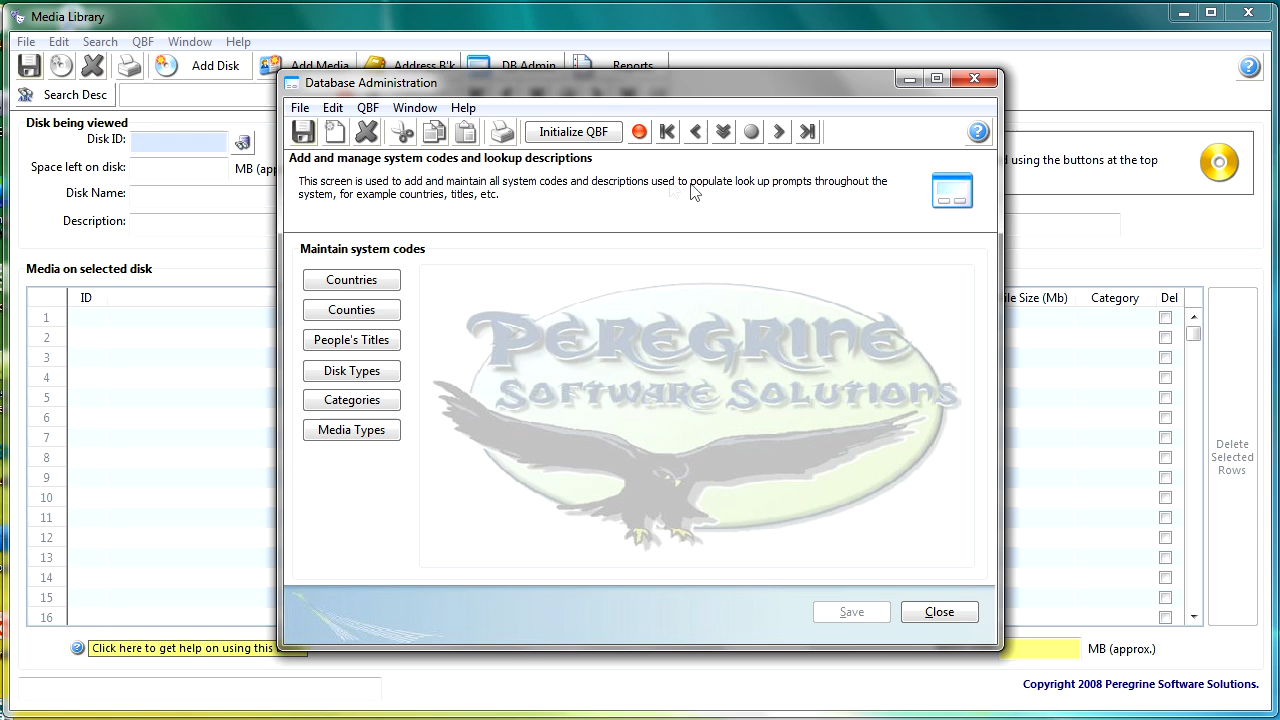 Media Library
File Edit Search QBF Window Help
Add Disk Add Media Address B'k DB Admin Reports
Search Desc
Disk being viewed
Disk ID:
Space left on disk:
Disk Name:
Description:
using the buttons at the top
Media on selected disk
ID
File Size (Mb) Category Del
1
2
3
4
5
6
7
8
9
10
11
12
13
14
15
16
Delete
Selected
Rows
Click here to get help on using this
MB (approx.)
Copyright 2008 Peregrine Software Solutions.
Database Administration
File Edit QBF Window Help
Initialize QBF
Add and manage system codes and lookup descriptions
This screen is used to add and maintain all system codes and descriptions used to populate look up prompts throughout the
system, for example countries, titles, etc.
Maintain system codes
Countries
Counties
People's Titles
Disk Types
Categories
Media Types
Peregrine
Software Solutions
Save Close